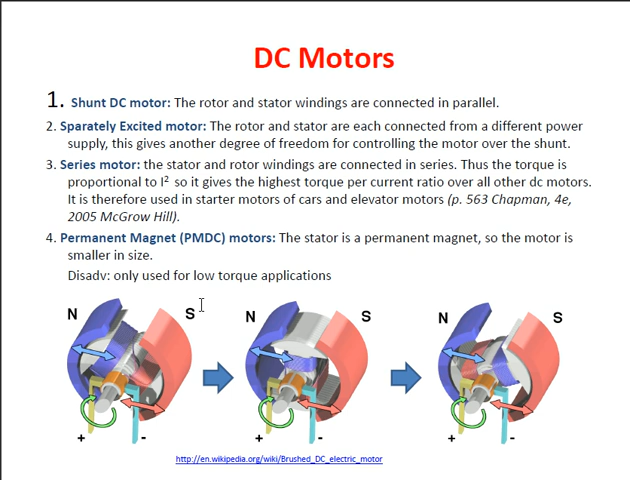 DC Motors
1. Shunt DC motor: The rotor and stator windings are connected in parallel.
2. Sparately Excited motor: The rotor and stator are each connected from a different power
supply, this gives another degree of freedom for controlling the motor over the shunt.
3. Series motor: the stator and rotor windings are connected in series. Thus the torque is
proportional to I² so it gives the highest torque per current ratio over all other dc motors.
It is therefore used in starter motors of cars and elevator motors (p. 563 Chapman, 4e,
2005 McGrow Hill).
4. Permanent Magnet (PMDC) motors: The stator is a permanent magnet, so the motor is
smaller in size.
Disadv: only used for low torque applications
N S N S N S
+ - + - + -
http://en.wikipedia.org/wiki/Brushed_DC_electric_motor